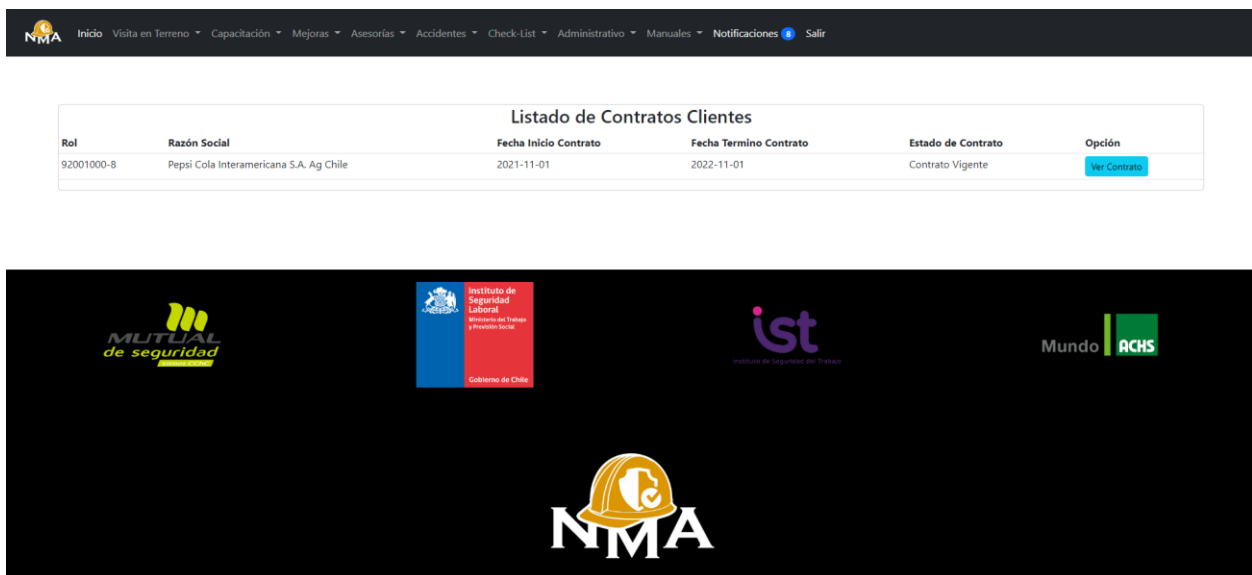 NMA Inicio Visita en Terreno Capacitación Mejoras Asesorías Accidentes Check-List Administrativo Manuales Notificaciones 8 Salir
Listado de Contratos Clientes
Rol Razón Social Fecha Inicio Contrato Fecha Termino Contrato Estado de Contrato Opción
92001000-8 Pepsi Cola Interamericana S.A. Ag Chile 2021-11-01 2022-11-01 Contrato Vigente Ver Contrato
MUTUAL
de seguridad
Somos CChC
Instituto de
Seguridad
Laboral
Ministerio del Trabajo
y Previsión Social
Gobierno de Chile
ist
Instituto de Seguridad del Trabajo
Mundo ACHS
NMA